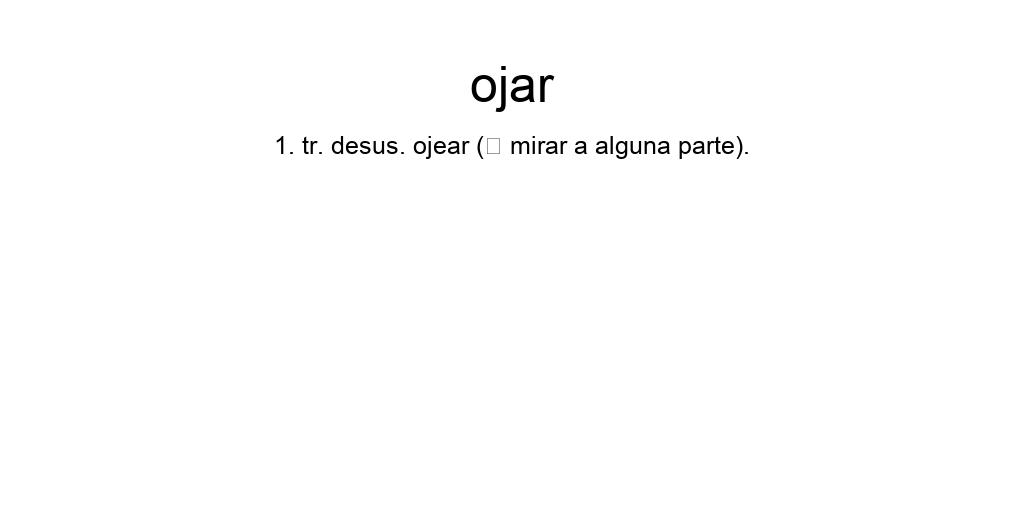 ojar
1. tr. desus. ojear (□ mirar a alguna parte).